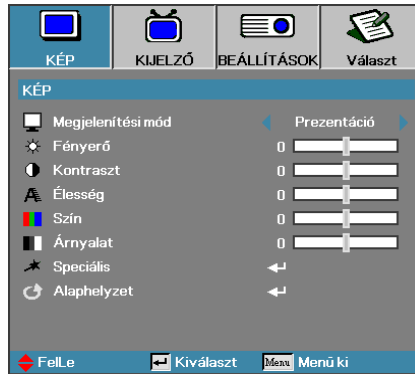 KÉP KIJELZŐ BEÁLLÍTÁSOK Választ
KÉP
Megjelenítési mód Prezentáció
Fényerő 0
Kontraszt 0
Élesség 0
Szín 0
Árnyalat 0
Speciális
Alaphelyzet
FelLe Kiválaszt Menu Menü ki